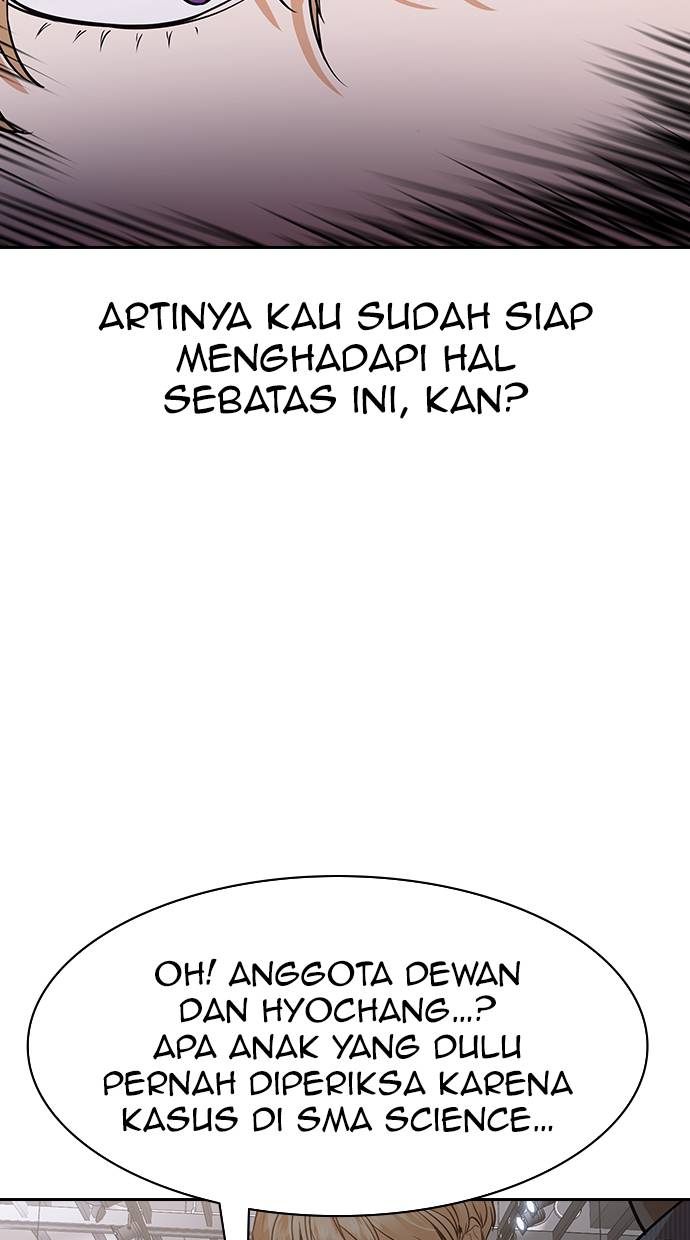 ARTINYA KAU SUDAH SIAP
MENGHADAPI HAL
SEBATAS INI, KAN?
OH! ANGGOTA DEWAN
DAN HYOCHANG...?
APA ANAK YANG DULU
PERNAH DIPERIKSA KARENA
KASUS DI SMA SCIENCE...